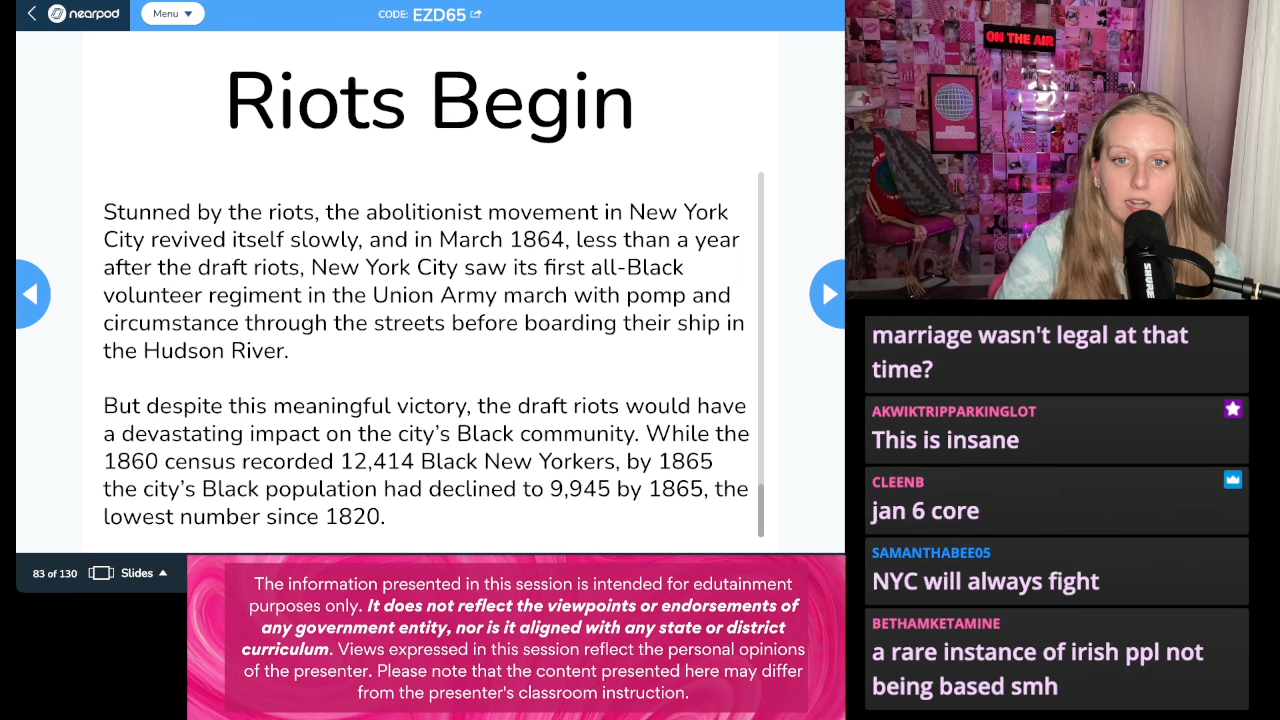 nearpod
Menu
CODE: EZD65
Riots Begin
Stunned by the riots, the abolitionist movement in New York
City revived itself slowly, and in March 1864, less than a year
after the draft riots, New York City saw its first all-Black
volunteer regiment in the Union Army march with pomp and
circumstance through the streets before boarding their ship in
the Hudson River.
But despite this meaningful victory, the draft riots would have
a devastating impact on the city’s Black community. While the
1860 census recorded 12,414 Black New Yorkers, by 1865
the city’s Black population had declined to 9,945 by 1865, the
lowest number since 1820.
83 of 130
Slides
The information presented in this session is intended for edutainment
purposes only. It does not reflect the viewpoints or endorsements of
any government entity, nor is it aligned with any state or district
curriculum. Views expressed in this session reflect the personal opinions
of the presenter. Please note that the content presented here may differ
from the presenter's classroom instruction.
ON THE AIR
SHURE
marriage wasn't legal at that
time?
AKWIKTRIPPARKINGLOT
This is insane
CLEENB
jan 6 core
SAMANTHABEE05
NYC will always fight
BETHAMKETAMINE
a rare instance of irish ppl not
being based smh